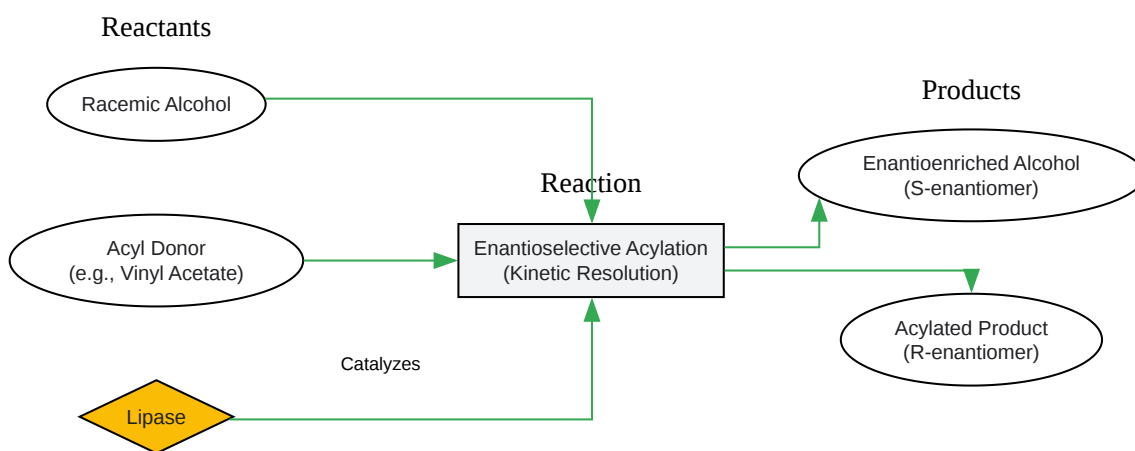 Reactants
Racemic Alcohol
Acyl Donor
(e.g., Vinyl Acetate)
Lipase
Catalyzes
Reaction
Enantioselective Acylation
(Kinetic Resolution)
Products
Enantioenriched Alcohol
(S-enantiomer)
Acylated Product
(R-enantiomer)